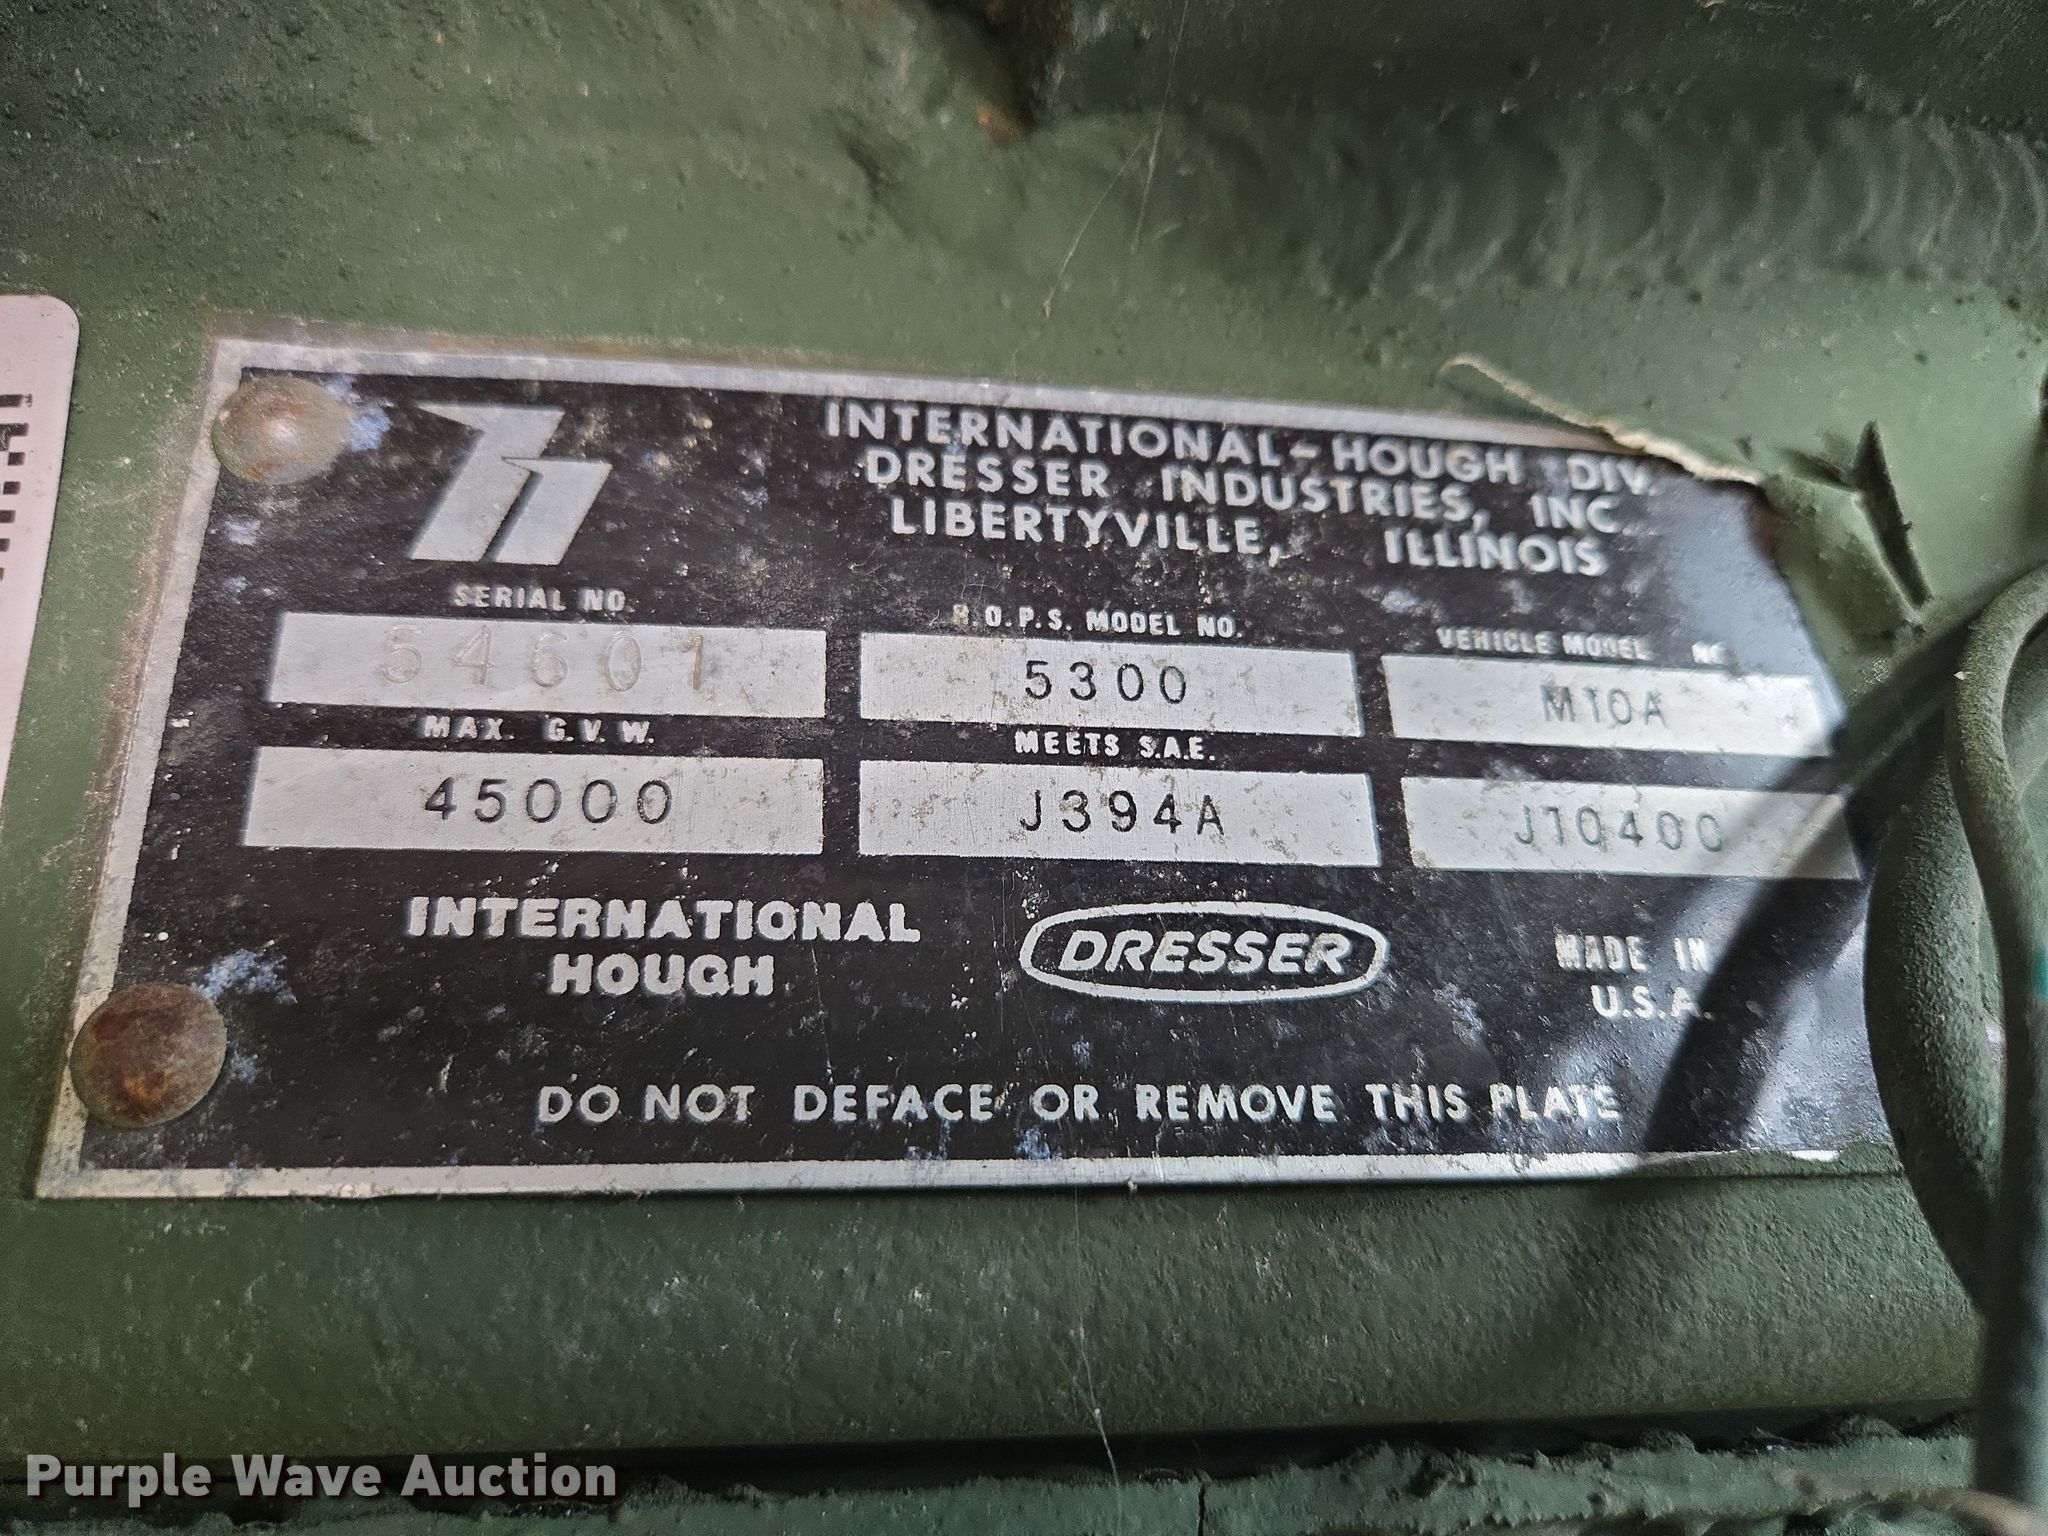 INTERNATIONAL-HOUGH DIV.
DRESSER INDUSTRIES, INC
LIBERTYVILLE, ILLINOIS
SERIAL NO. R.O.P.S. MODEL NO. VEHICLE MODEL
54601 5300 M10A
MAX. G.V.W. MEETS S.A.E.
45000 J394A J1040C
INTERNATIONAL
HOUGH
DRESSER
MADE IN
U.S.A.
DO NOT DEFACE OR REMOVE THIS PLATE
Purple Wave Auction